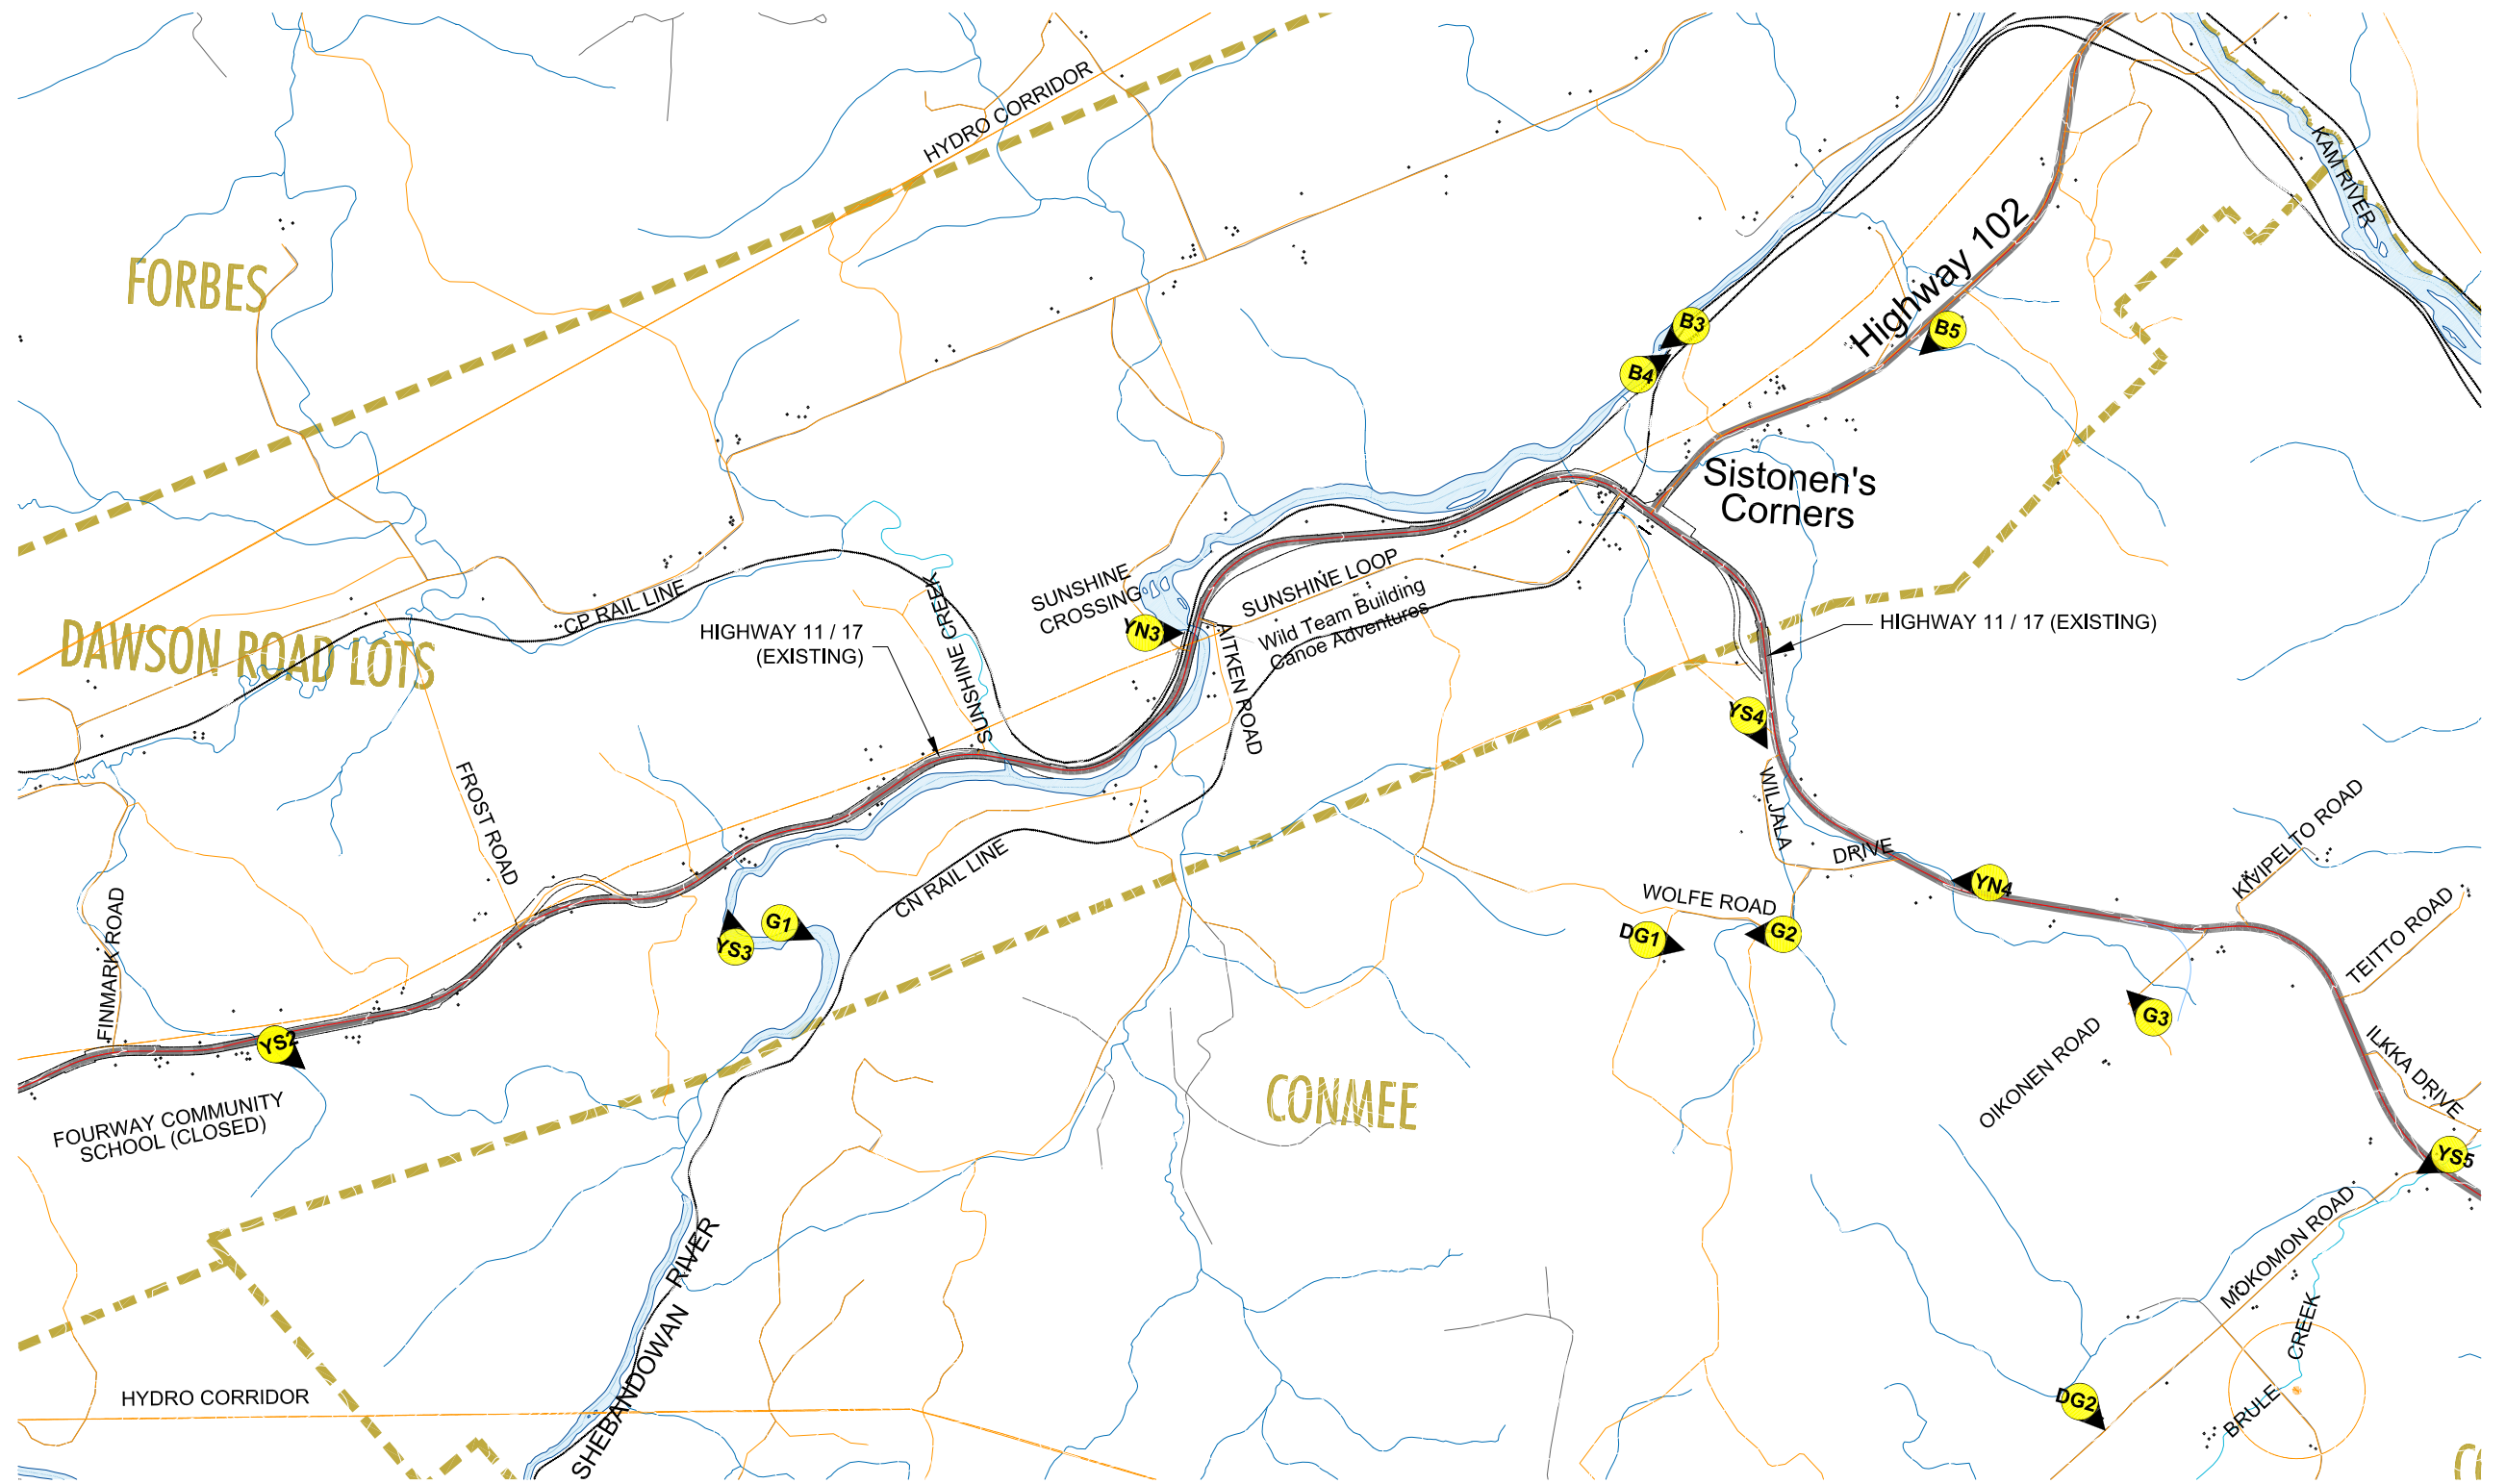 HYDRO CORRIDOR
KAM RIVER
FORBES
Highway 102
B3
B5
B4
Sistonen's
Corners
DAWSON ROAD LOTS
CP RAIL LINE
SUNSHINE CREEK
SUNSHINE
CROSSING
YN3
SUNSHINE LOOP
Wild Team Building
Canoe Adventures
AITKEN ROAD
HIGHWAY 11 / 17
(EXISTING)
HIGHWAY 11 / 17 (EXISTING)
YS4
WILJALA
DRIVE
FROST ROAD
FINMARK ROAD
CN RAIL LINE
G1
YS3
WOLFE ROAD
DG1
G2
YN4
KIVIPELTO ROAD
TEITTO ROAD
G3
OIKONEN ROAD
ILKKA DRIVE
YS5
YS2
FOURWAY COMMUNITY
SCHOOL (CLOSED)
CONMEE
MOKOMON ROAD
BRULE CREEK
DG2
SHEBANDOWAN RIVER
HYDRO CORRIDOR